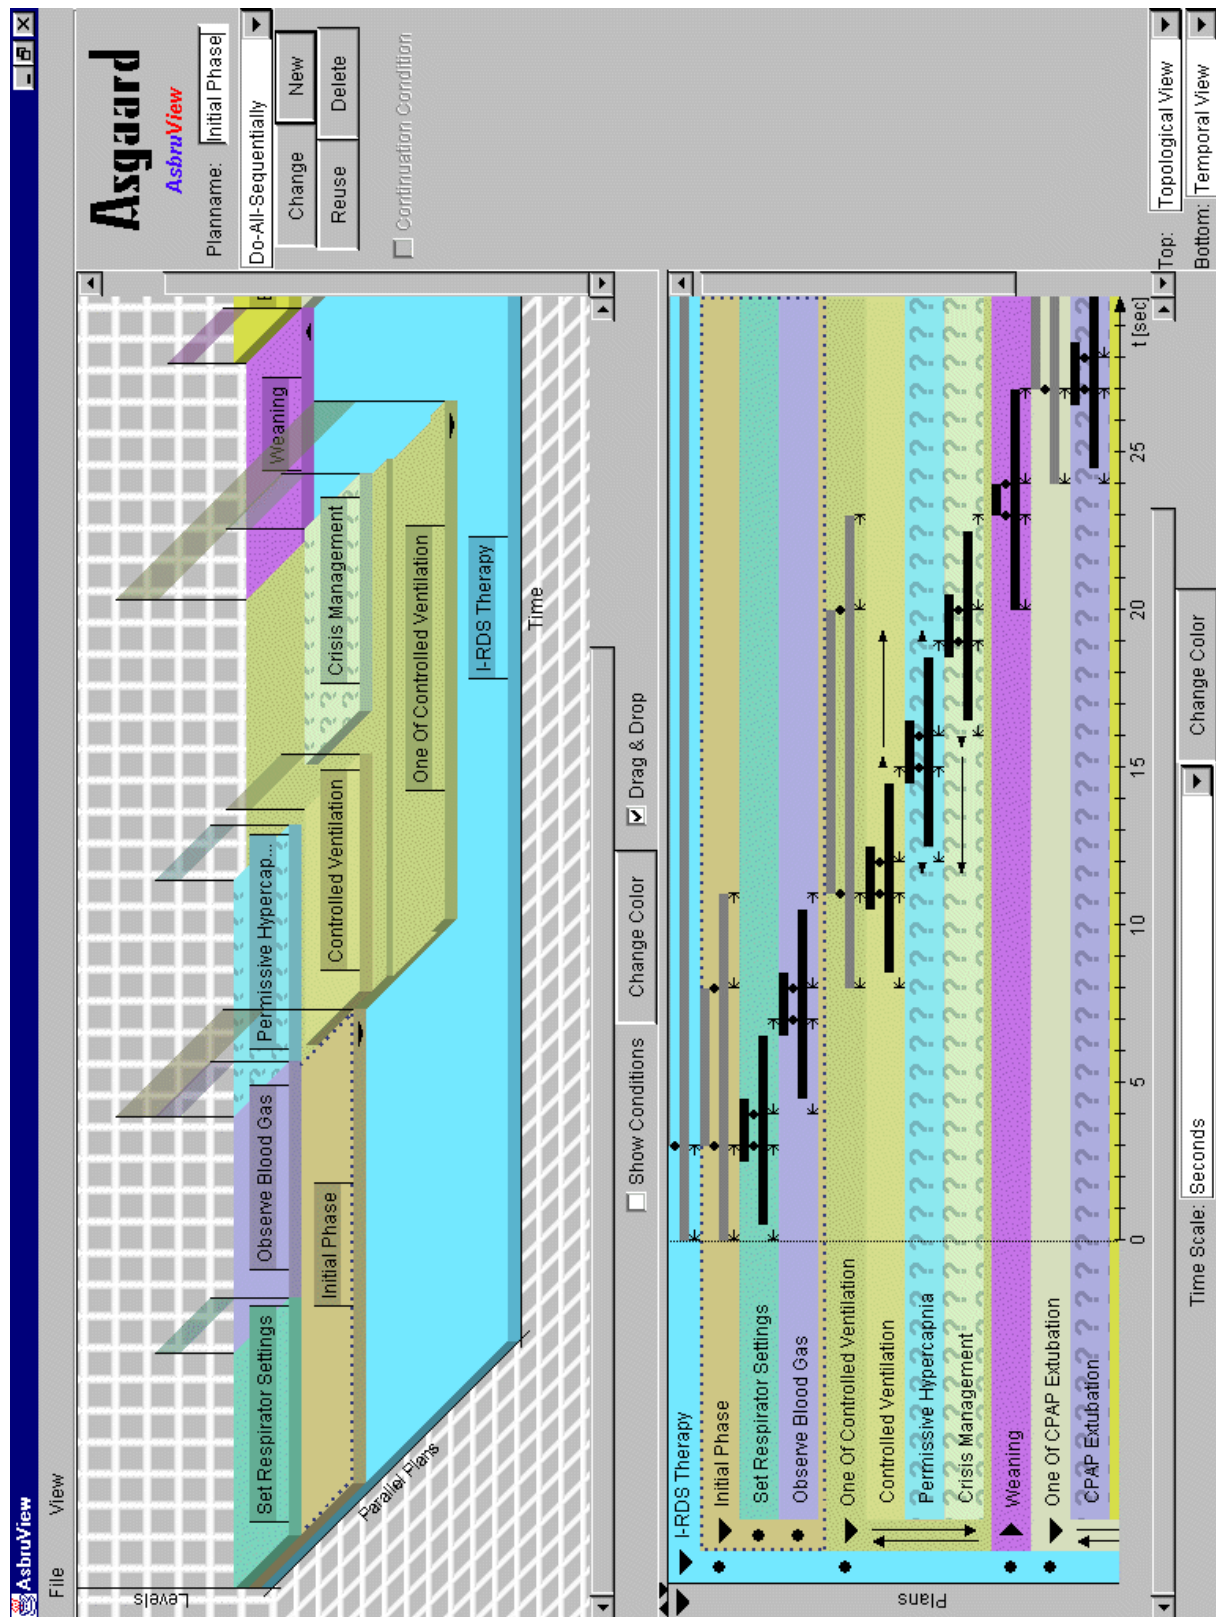 AsbruView
File View
Levels
Set Respirator Settings
Observe Blood Gas
Permissive Hypercap...
Weaning
E
Initial Phase
Controlled Ventilation
Crisis Management
One Of Controlled Ventilation
I-RDS Therapy
Parallel Plans
Time
Show Conditions
Change Color
Drag & Drop
Asgaard
AsbruView
Planname: Initial Phase
Do-All-Sequentially
Change New
Reuse Delete
Continuation Condition
Plans
I-RDS Therapy
Initial Phase
Set Respirator Settings
Observe Blood Gas
One Of Controlled Ventilation
Controlled Ventilation
Permissive Hypercapnia
Crisis Management
Weaning
One Of CPAP Extubation
CPAP Extubation
0 5 10 15 20 25 t [sec]
Time Scale: Seconds
Change Color
Top: Topological View
Bottom: Temporal View